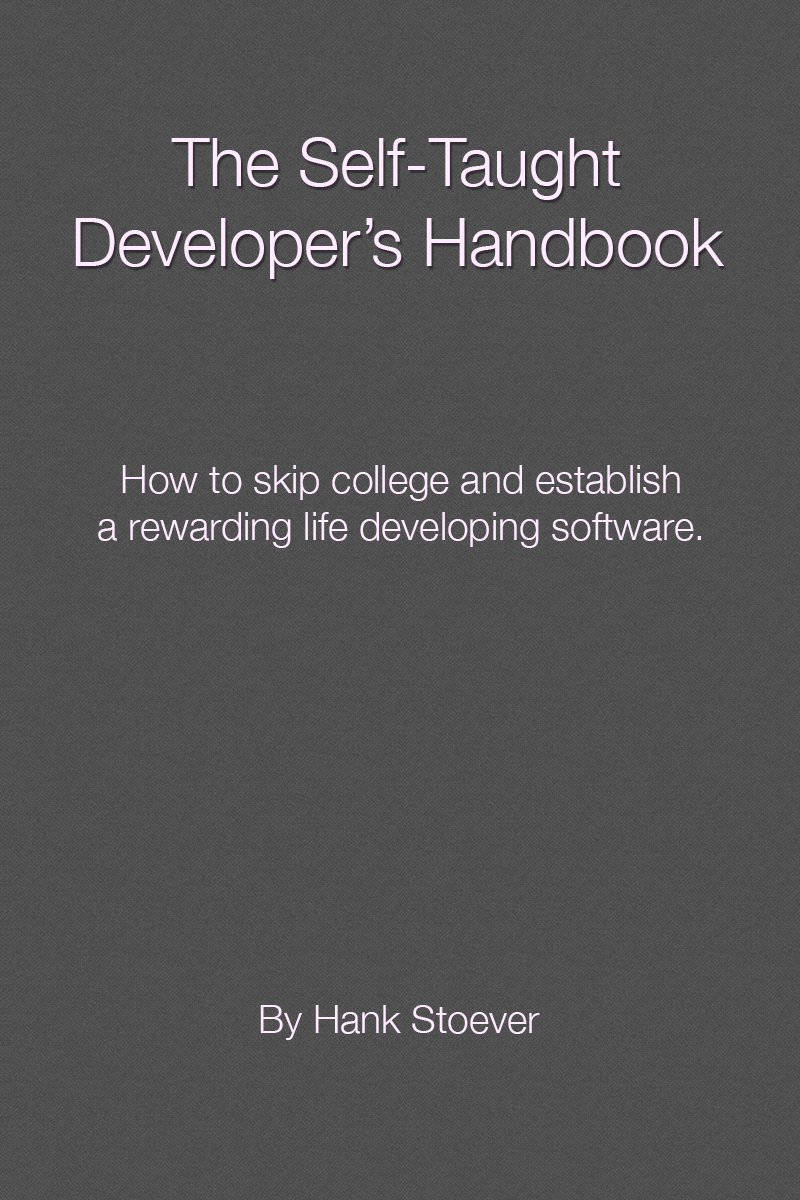 The Self-Taught
Developer’s Handbook
How to skip college and establish
a rewarding life developing software.
By Hank Stoever